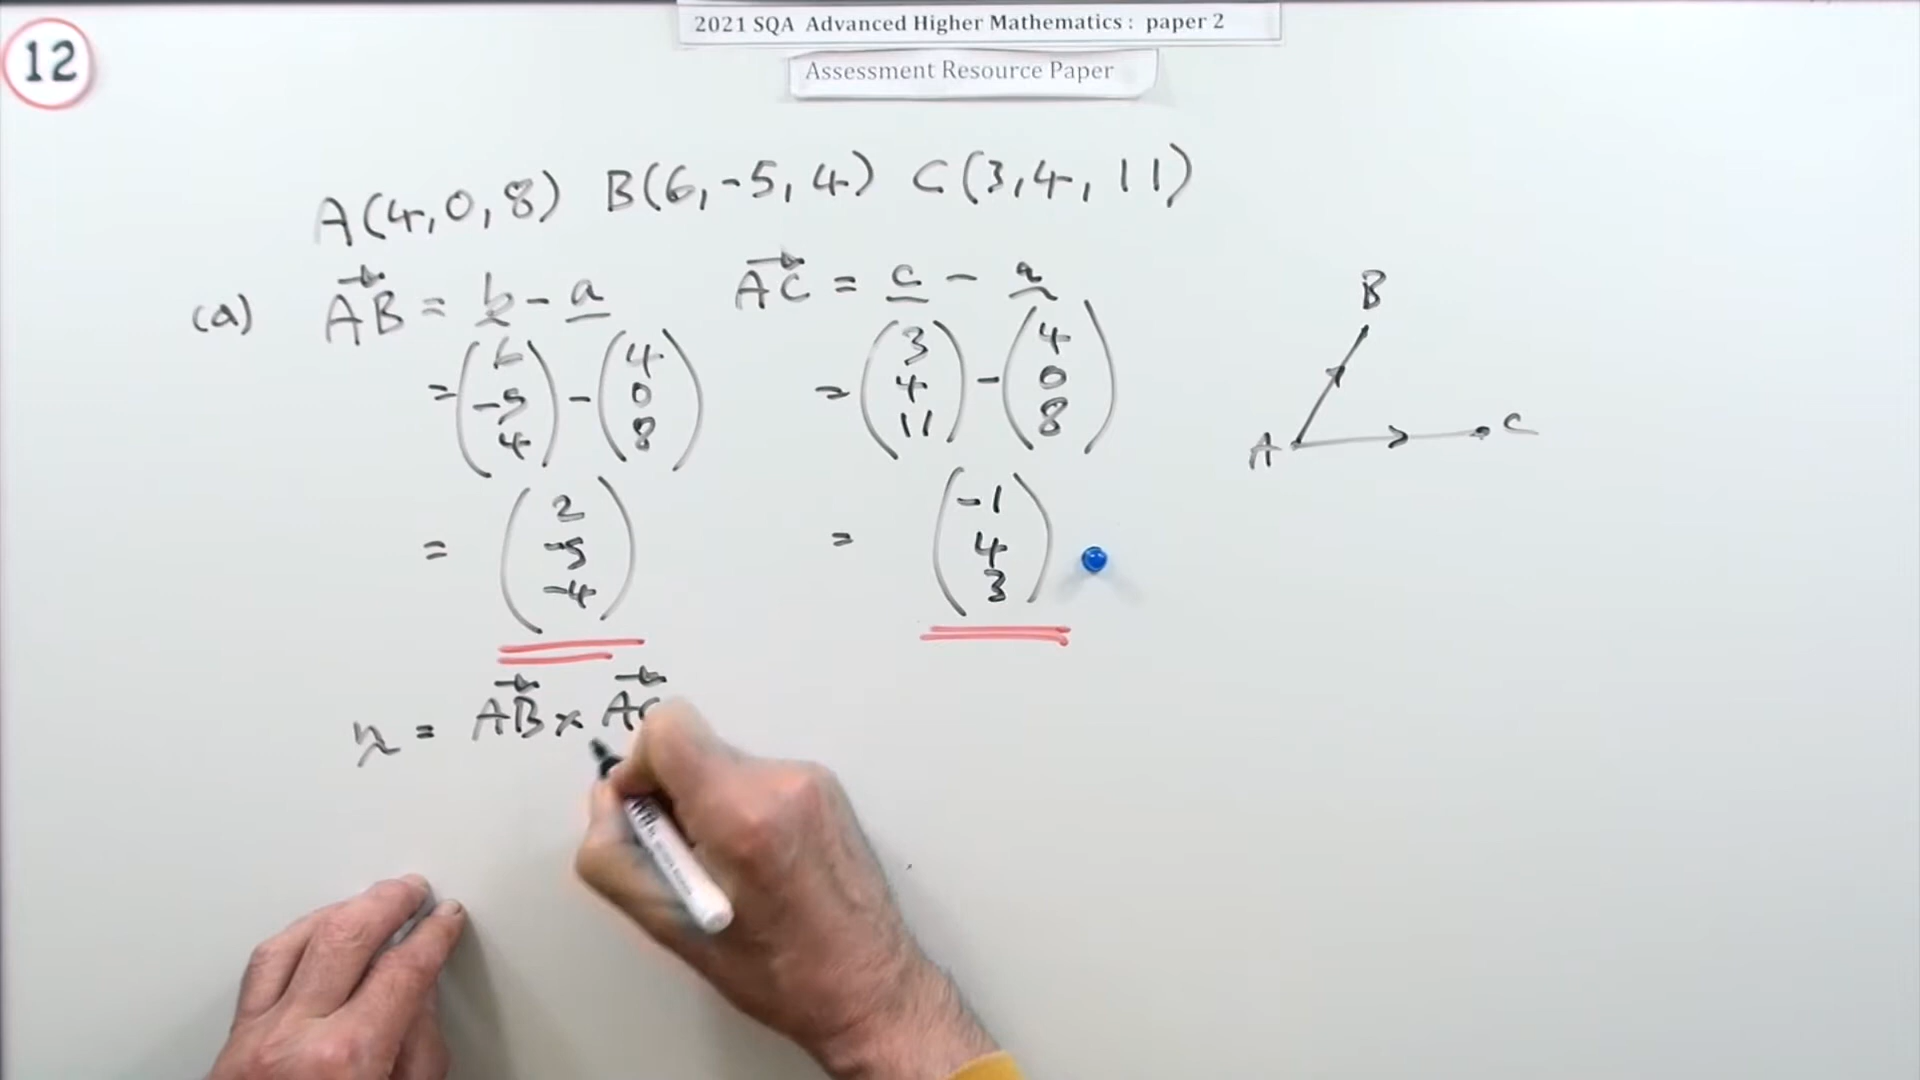 2021 SQA Advanced Higher Mathematics : paper 2
Assessment Resource Paper
12
A(4,0,8) B(6,-5,4) C(3,4,11)
(a) AB = b - a
= (6 -5 4) - (4 0 8)
= (2 -5 -4)
AC = c - a
= (3 4 11) - (4 0 8)
= (-1 4 3)
B
A
C
n = AB × AC